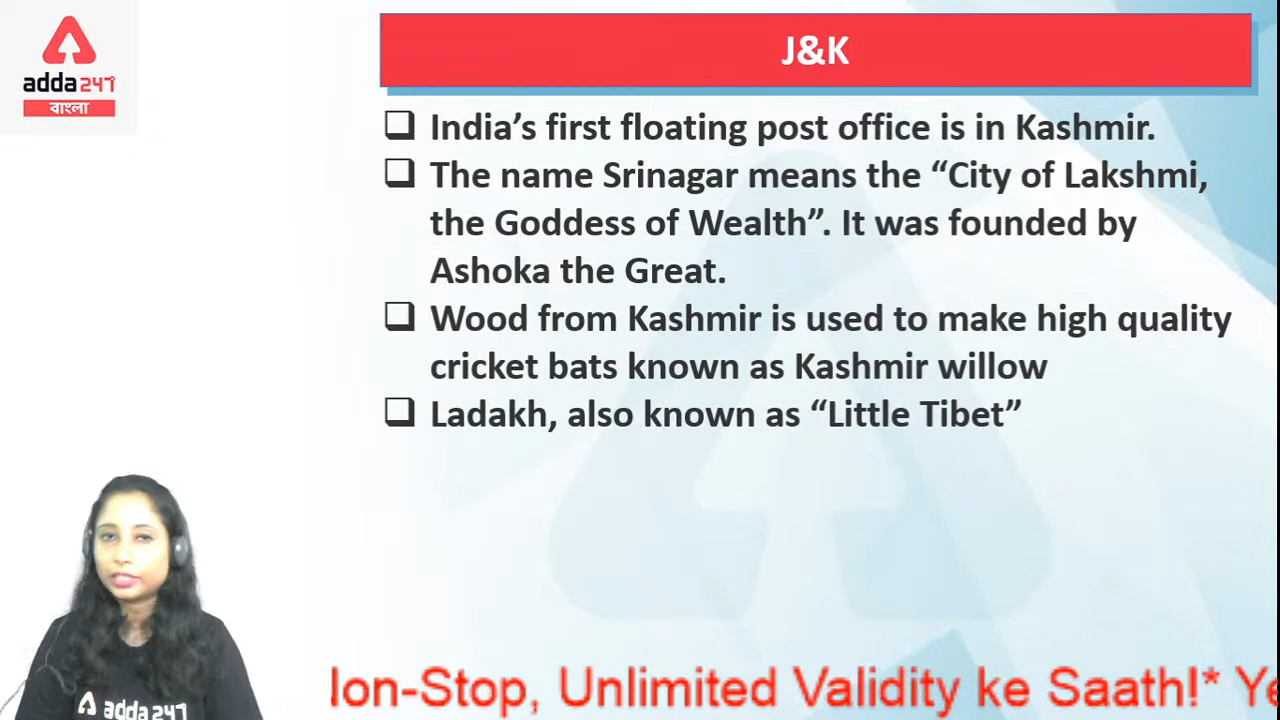 adda247
বাংলা
J&K
❑ India’s first floating post office is in Kashmir.
❑ The name Srinagar means the “City of Lakshmi,
the Goddess of Wealth”. It was founded by
Ashoka the Great.
❑ Wood from Kashmir is used to make high quality
cricket bats known as Kashmir willow
❑ Ladakh, also known as “Little Tibet”
adda247
-Stop, Unlimited Validity ke Saath!*